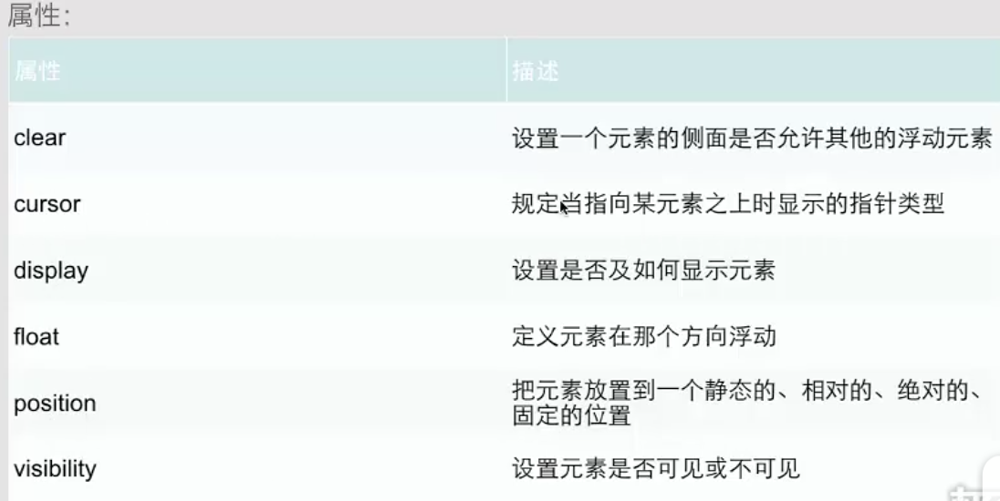 属性：
属性 描述
clear 设置一个元素的侧面是否允许其他的浮动元素
cursor 规定当指向某元素之上时显示的指针类型
display 设置是否及如何显示元素
float 定义元素在那个方向浮动
position 把元素放置到一个静态的、相对的、绝对的、
固定的位置
visibility 设置元素是否可见或不可见